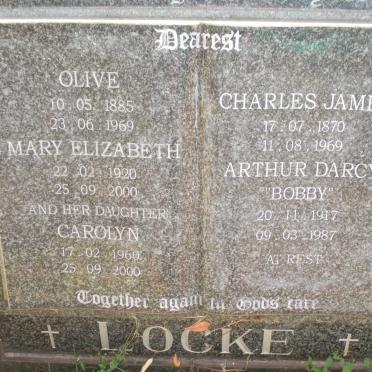 Dearest
OLIVE
10 05 1885
23 06 1969
MARY ELIZABETH
22 02 1920
25 09 2000
AND HER DAUGHTER
CAROLYN
17 02 1960
25 09 2000
CHARLES JAME
17 07 1870
11 08 1969
ARTHUR DARCY
"BOBBY"
20 11 1917
09 03 1987
AT REST
Together again in Gods care
LOCKE